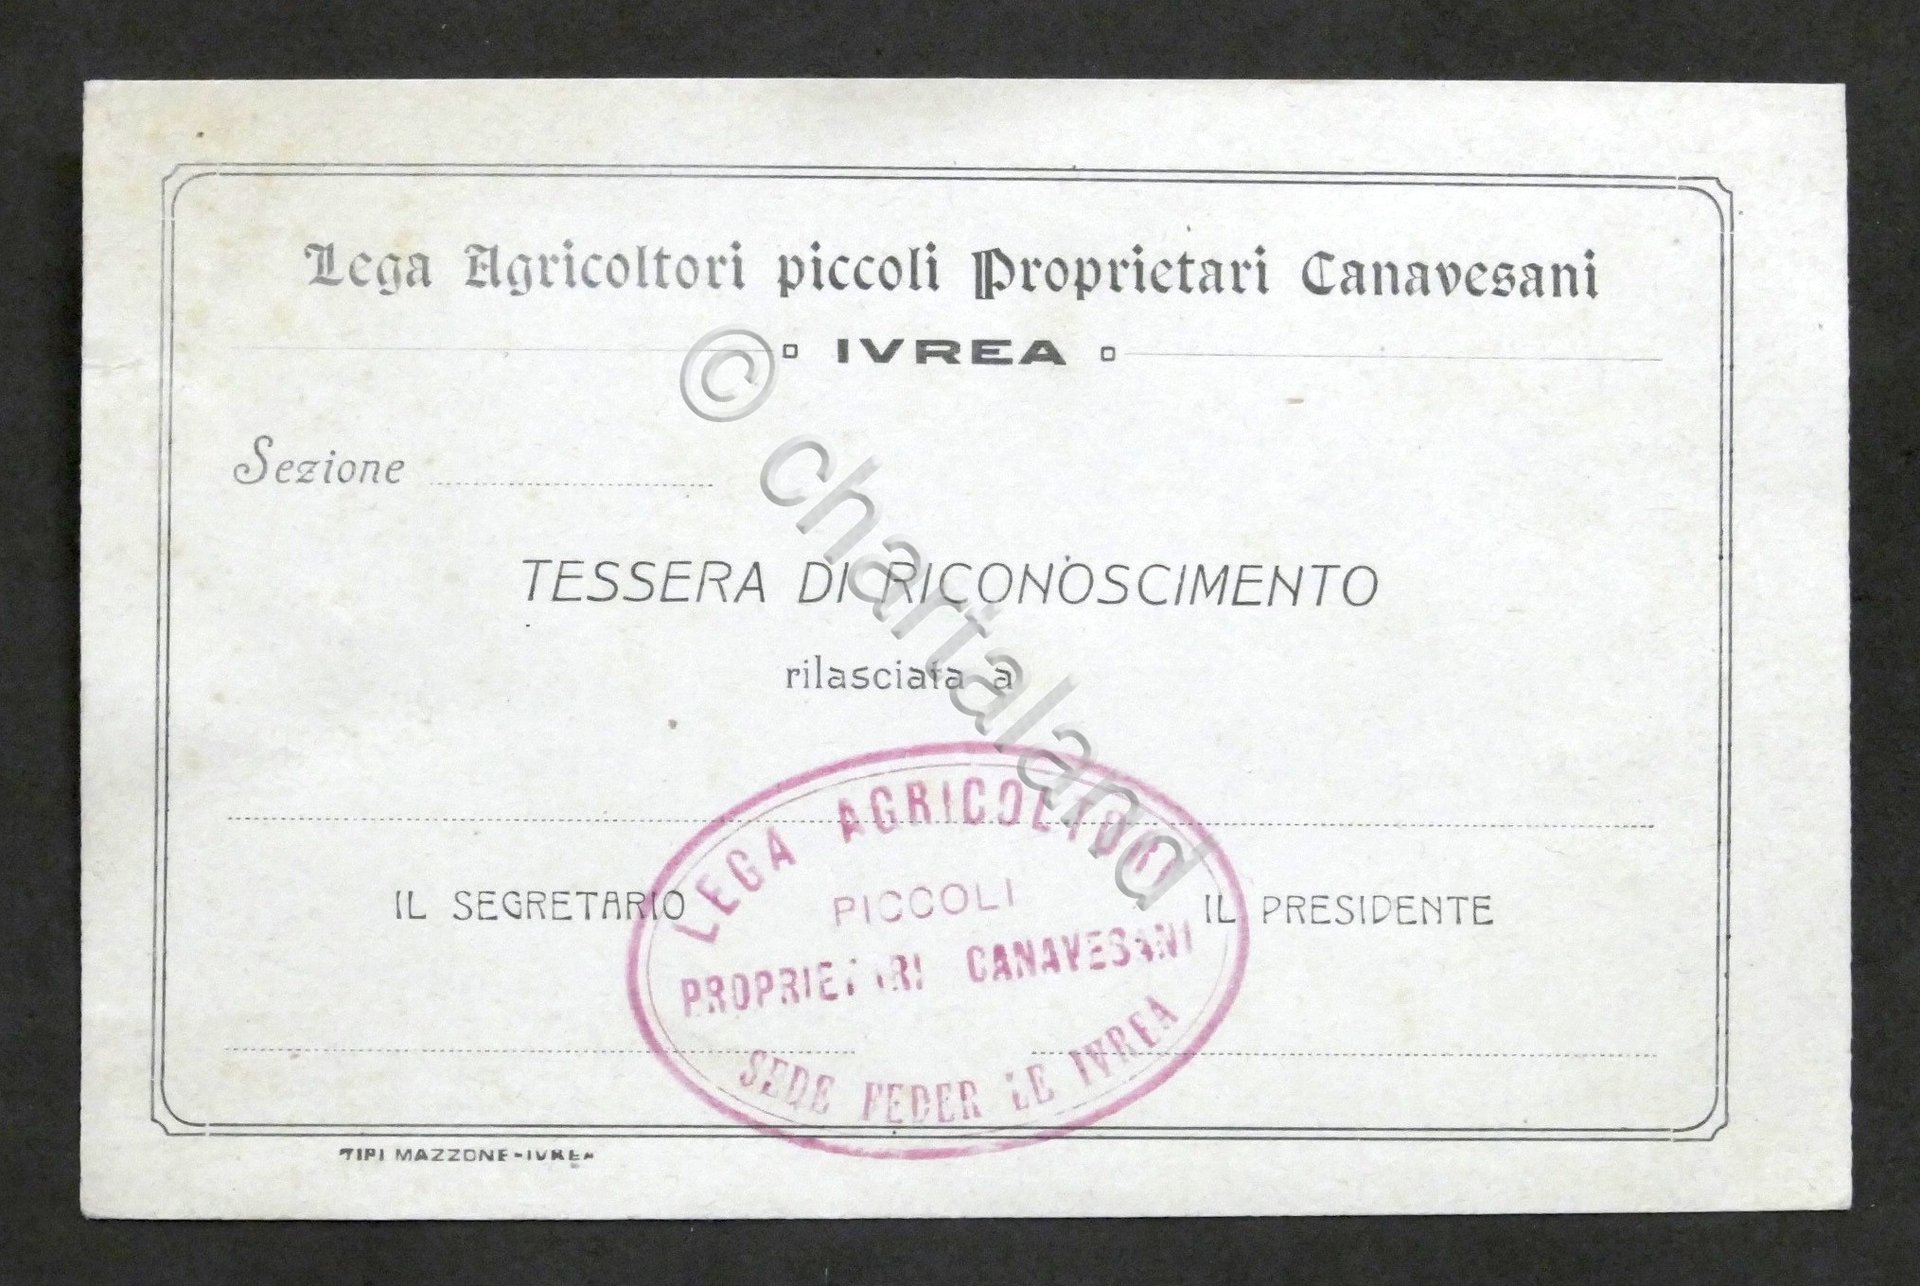 Lega Agricoltori piccoli Proprietari Canavesani
IVREA
Sezione
TESSERA DI RICONOSCIMENTO
rilasciata a
IL SEGRETARIO
IL PRESIDENTE
LEGA AGRICOLTORI
PICCOLI
PROPRIETARI CANAVESANI
SEDE FEDER LE IVREA
TIPI MAZZONE-IVREA
© chartaland